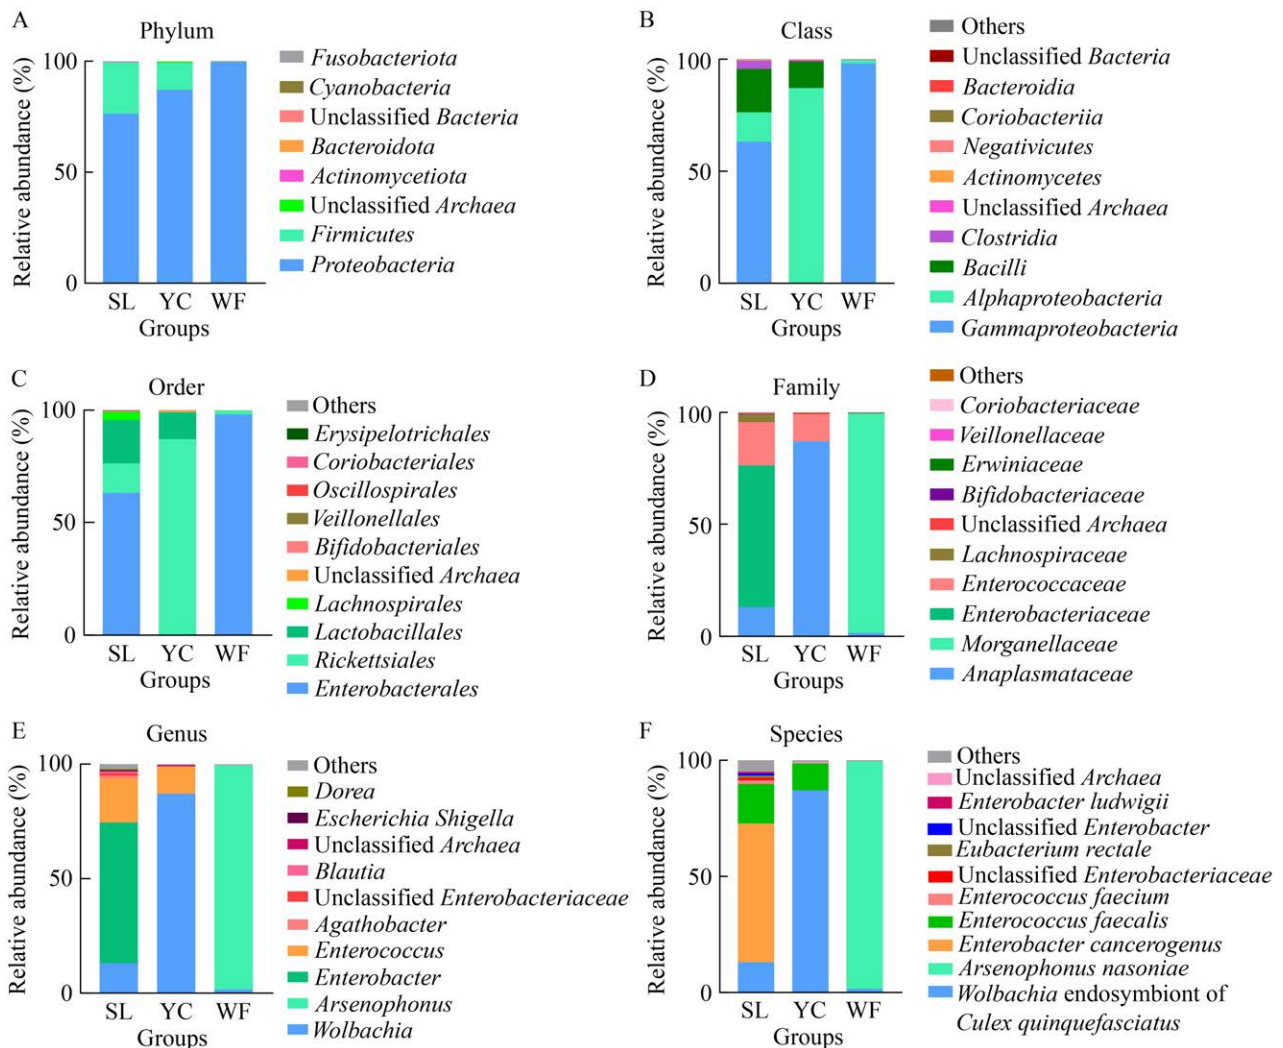 A
Phylum
Relative abundance (%)
100
50
0
SL YC WF
Groups
Fusobacteriota
Cyanobacteria
Unclassified Bacteria
Bacteroidota
Actinomycetiota
Unclassified Archaea
Firmicutes
Proteobacteria
B
Class
Relative abundance (%)
100
50
0
SL YC WF
Groups
Others
Unclassified Bacteria
Bacteroidia
Coriobacteriia
Negativicutes
Actinomycetes
Unclassified Archaea
Clostridia
Bacilli
Alphaproteobacteria
Gammaproteobacteria
C
Order
Relative abundance (%)
100
50
0
SL YC WF
Groups
Others
Erysipelotrichales
Coriobacteriales
Oscillospirales
Veillonellales
Bifidobacteriales
Unclassified Archaea
Lachnospirales
Lactobacillales
Rickettsiales
Enterobacterales
D
Family
Relative abundance (%)
100
50
0
SL YC WF
Groups
Others
Coriobacteriaceae
Veillonellaceae
Erwiniaceae
Bifidobacteriaceae
Unclassified Archaea
Lachnospiraceae
Enterococcaceae
Enterobacteriaceae
Morganellaceae
Anaplasmataceae
E
Genus
Relative abundance (%)
100
50
0
SL YC WF
Groups
Others
Dorea
Escherichia Shigella
Unclassified Archaea
Blautia
Unclassified Enterobacteriaceae
Agathobacter
Enterococcus
Enterobacter
Arsenophonus
Wolbachia
F
Species
Relative abundance (%)
100
50
0
SL YC WF
Groups
Others
Unclassified Archaea
Enterobacter ludwigii
Unclassified Enterobacter
Eubacterium rectale
Unclassified Enterobacteriaceae
Enterococcus faecium
Enterococcus faecalis
Enterobacter cancerogenus
Arsenophonus nasoniae
Wolbachia endosymbiont of
Culex quinquefasciatus